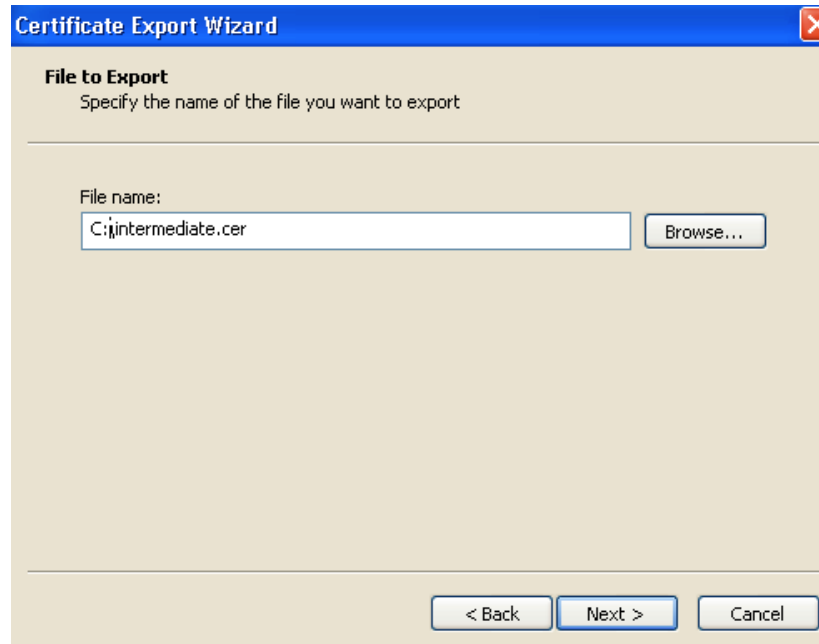 Certificate Export Wizard
File to Export
Specify the name of the file you want to export
File name:
C:\intermediate.cer
Browse...
< Back
Next >
Cancel